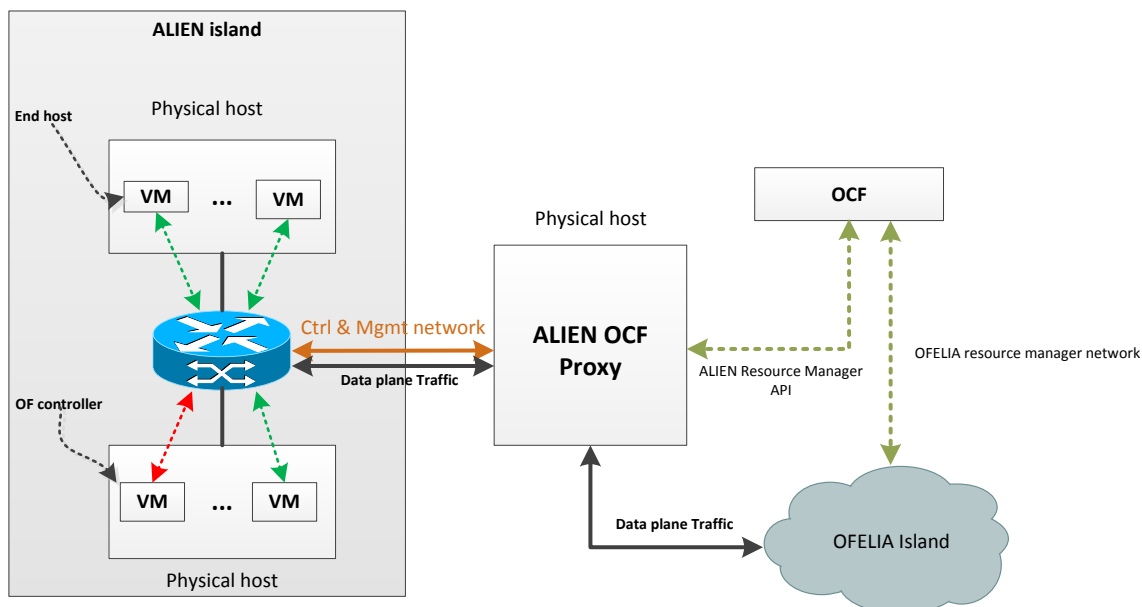 ALIEN island
Physical host
End host
VM
...
VM
Physical host
OCF
Ctrl & Mgmt network
ALIEN OCF
Proxy
Data plane Traffic
ALIEN Resource Manager
API
OFELIA resource manager network
OF controller
VM
...
VM
Physical host
Data plane Traffic
OFELIA Island